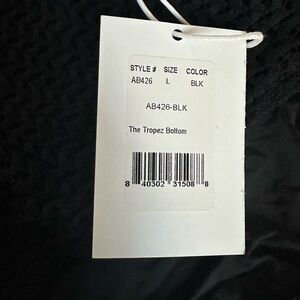 STYLE # SIZE COLOR
AB426 L BLK
AB426-BLK
The Tropez Bottom
8 40302 31508 8